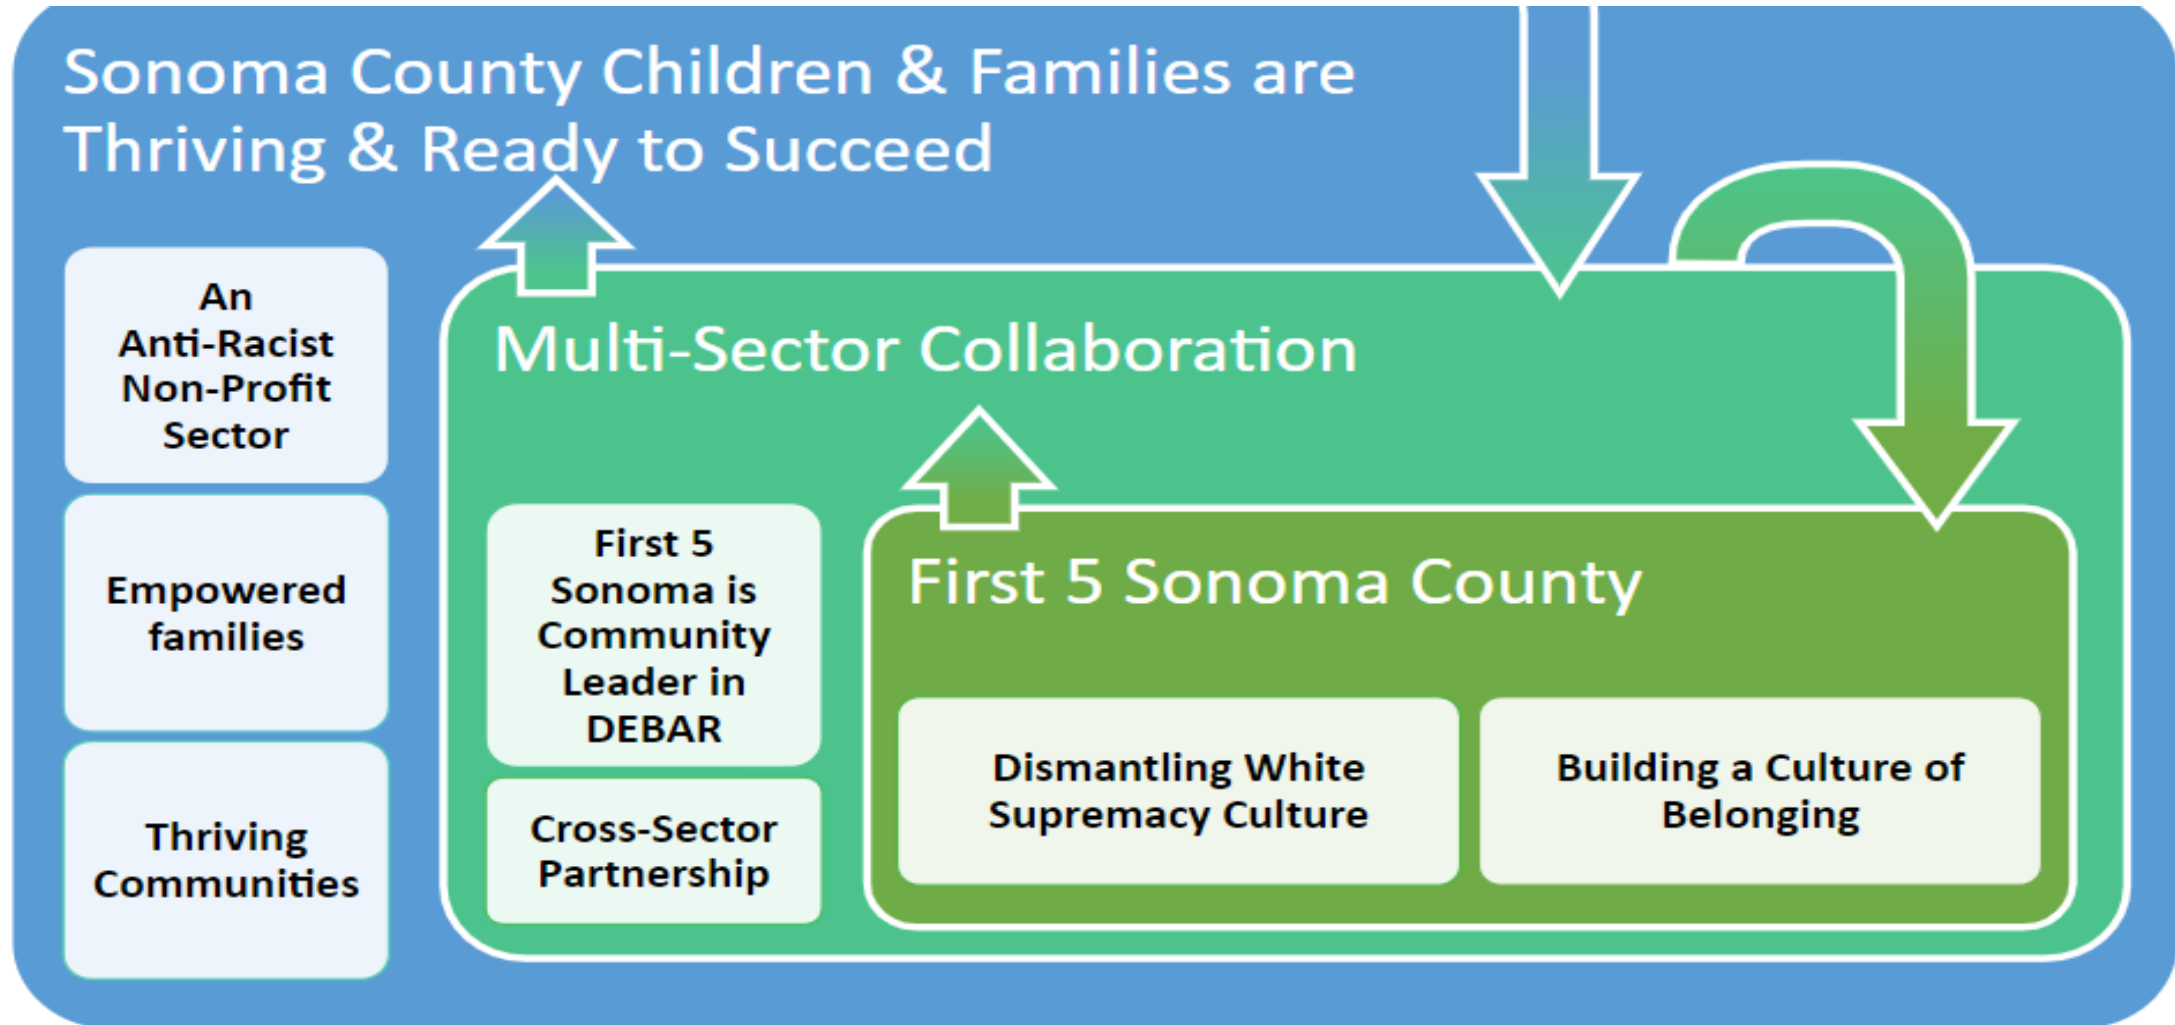 Sonoma County Children & Families are
Thriving & Ready to Succeed
An
Anti-Racist
Non-Profit
Sector
Empowered
families
Thriving
Communities
Multi-Sector Collaboration
First 5
Sonoma is
Community
Leader in
DEBAR
Cross-Sector
Partnership
First 5 Sonoma County
Dismantling White
Supremacy Culture
Building a Culture of
Belonging